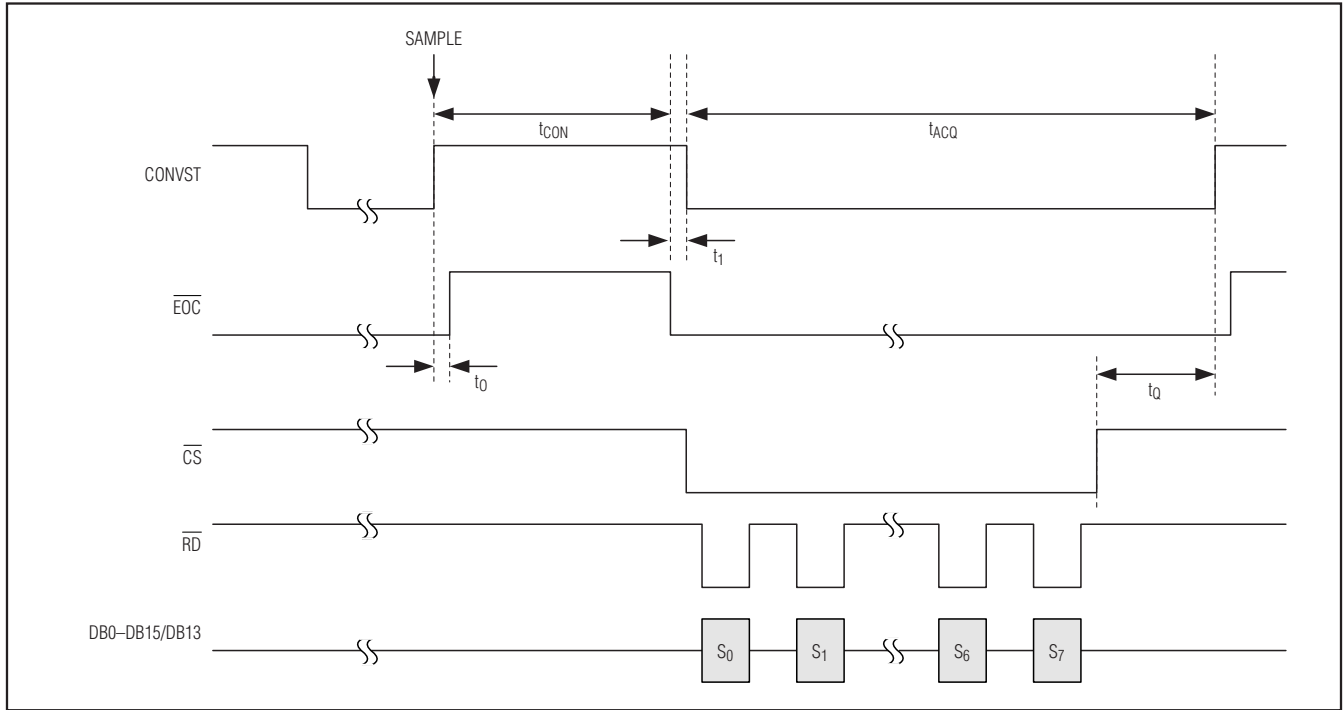 SAMPLE
tCON
tACQ
CONVST
t1
EOC
t0
tQ
CS
RD
DB0–DB15/DB13
S0
S1
S6
S7